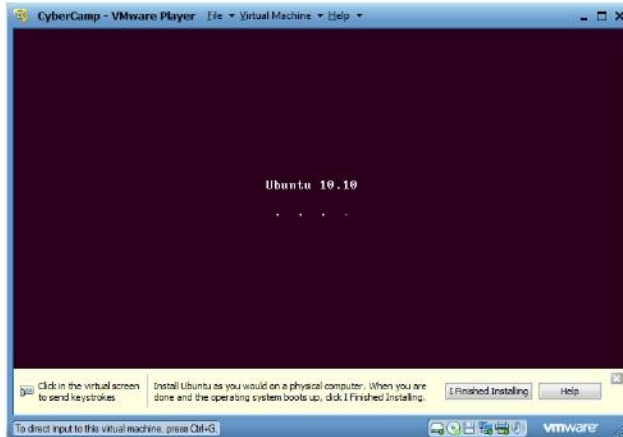 CyberCamp - VMware Player File Virtual Machine Help
Ubuntu 10.10
Click in the virtual screen
to send keystrokes
Install Ubuntu as you would on a physical computer. When you are
done and the operating system boots up, click I Finished Installing.
I Finished Installing
Help
To direct input to this virtual machine, press Ctrl+G.
vmware